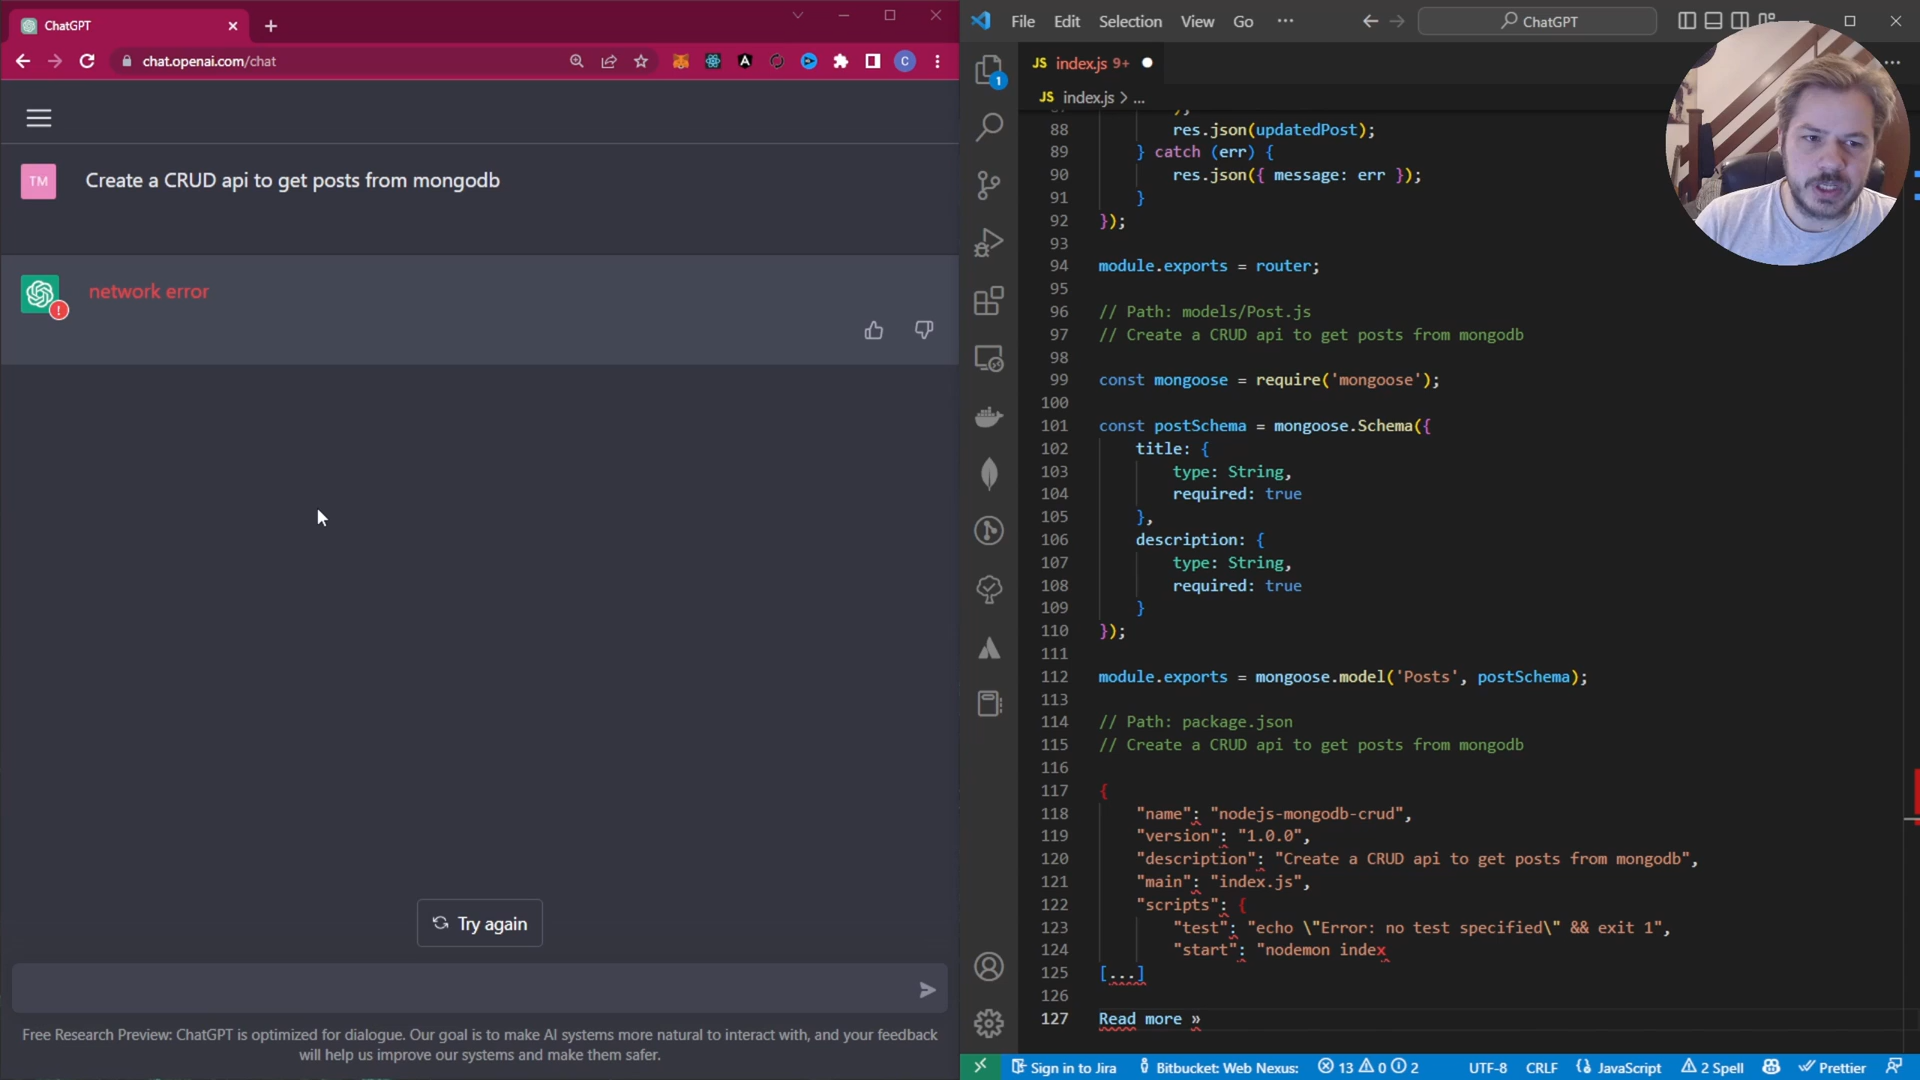 ChatGPT
chat.openai.com/chat
C
TM
Create a CRUD api to get posts from mongodb
network error
Try again
Free Research Preview: ChatGPT is optimized for dialogue. Our goal is to make AI systems more natural to interact with, and your feedback
will help us improve our systems and make them safer.
File Edit Selection View Go ...
ChatGPT
1
JS index.js 9+
JS index.js > ...
88 res.json(updatedPost);
89 } catch (err) {
90 res.json({ message: err });
91 }
92 });
93
94 module.exports = router;
95
96 // Path: models/Post.js
97 // Create a CRUD api to get posts from mongodb
98
99 const mongoose = require('mongoose');
100
101 const postSchema = mongoose.Schema({
102 title: {
103 type: String,
104 required: true
105 },
106 description: {
107 type: String,
108 required: true
109 }
110 });
111
112 module.exports = mongoose.model('Posts', postSchema);
113
114 // Path: package.json
115 // Create a CRUD api to get posts from mongodb
116
117 {
118 "name": "nodejs-mongodb-crud",
119 "version": "1.0.0",
120 "description": "Create a CRUD api to get posts from mongodb",
121 "main": "index.js",
122 "scripts": {
123 "test": "echo \"Error: no test specified\" && exit 1",
124 "start": "nodemon index
125 [...]
126
127 Read more »
Sign in to Jira Bitbucket: Web Nexus: 13 0 2 UTF-8 CRLF JavaScript 2 Spell Prettier